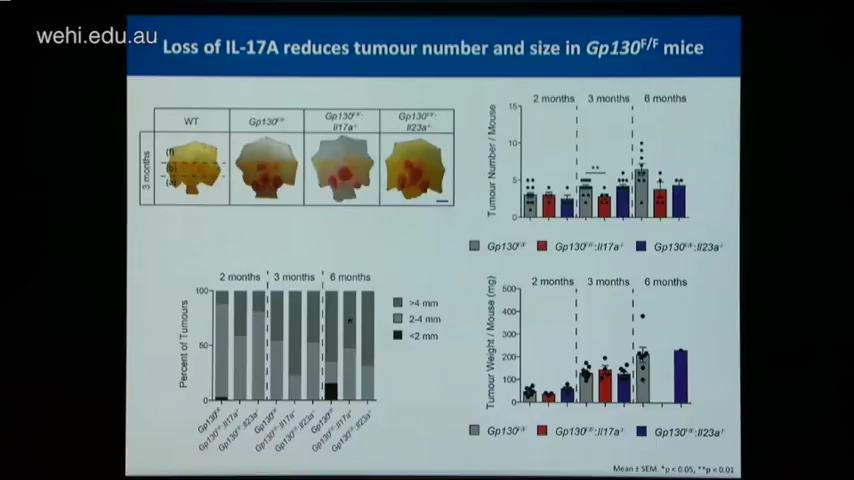 wehi.edu.au
Loss of IL-17A reduces tumour number and size in Gp130F/F mice
WT
Gp130F/F
Gp130F/F:
Il17a-/-
Gp130F/F:
Il23a-/-
3 months
(f)
(b)
(a)
2 months 3 months 6 months
Tumour Number / Mouse
15
10
5
0
**
Gp130F/F Gp130F/F:Il17a-/- Gp130F/F:Il23a-/-
2 months 3 months 6 months
Percent of Tumours
100
50
0
*
>4 mm
2-4 mm
<2 mm
Gp130F/F
Gp130F/F:Il17a-/-
Gp130F/F:Il23a-/-
Gp130F/F
Gp130F/F:Il17a-/-
Gp130F/F:Il23a-/-
Gp130F/F
Gp130F/F:Il17a-/-
Gp130F/F:Il23a-/-
2 months 3 months 6 months
Tumour Weight / Mouse (mg)
500
400
300
200
100
0
Gp130F/F Gp130F/F:Il17a-/- Gp130F/F:Il23a-/-
Mean ± SEM. *p < 0.05, **p < 0.01